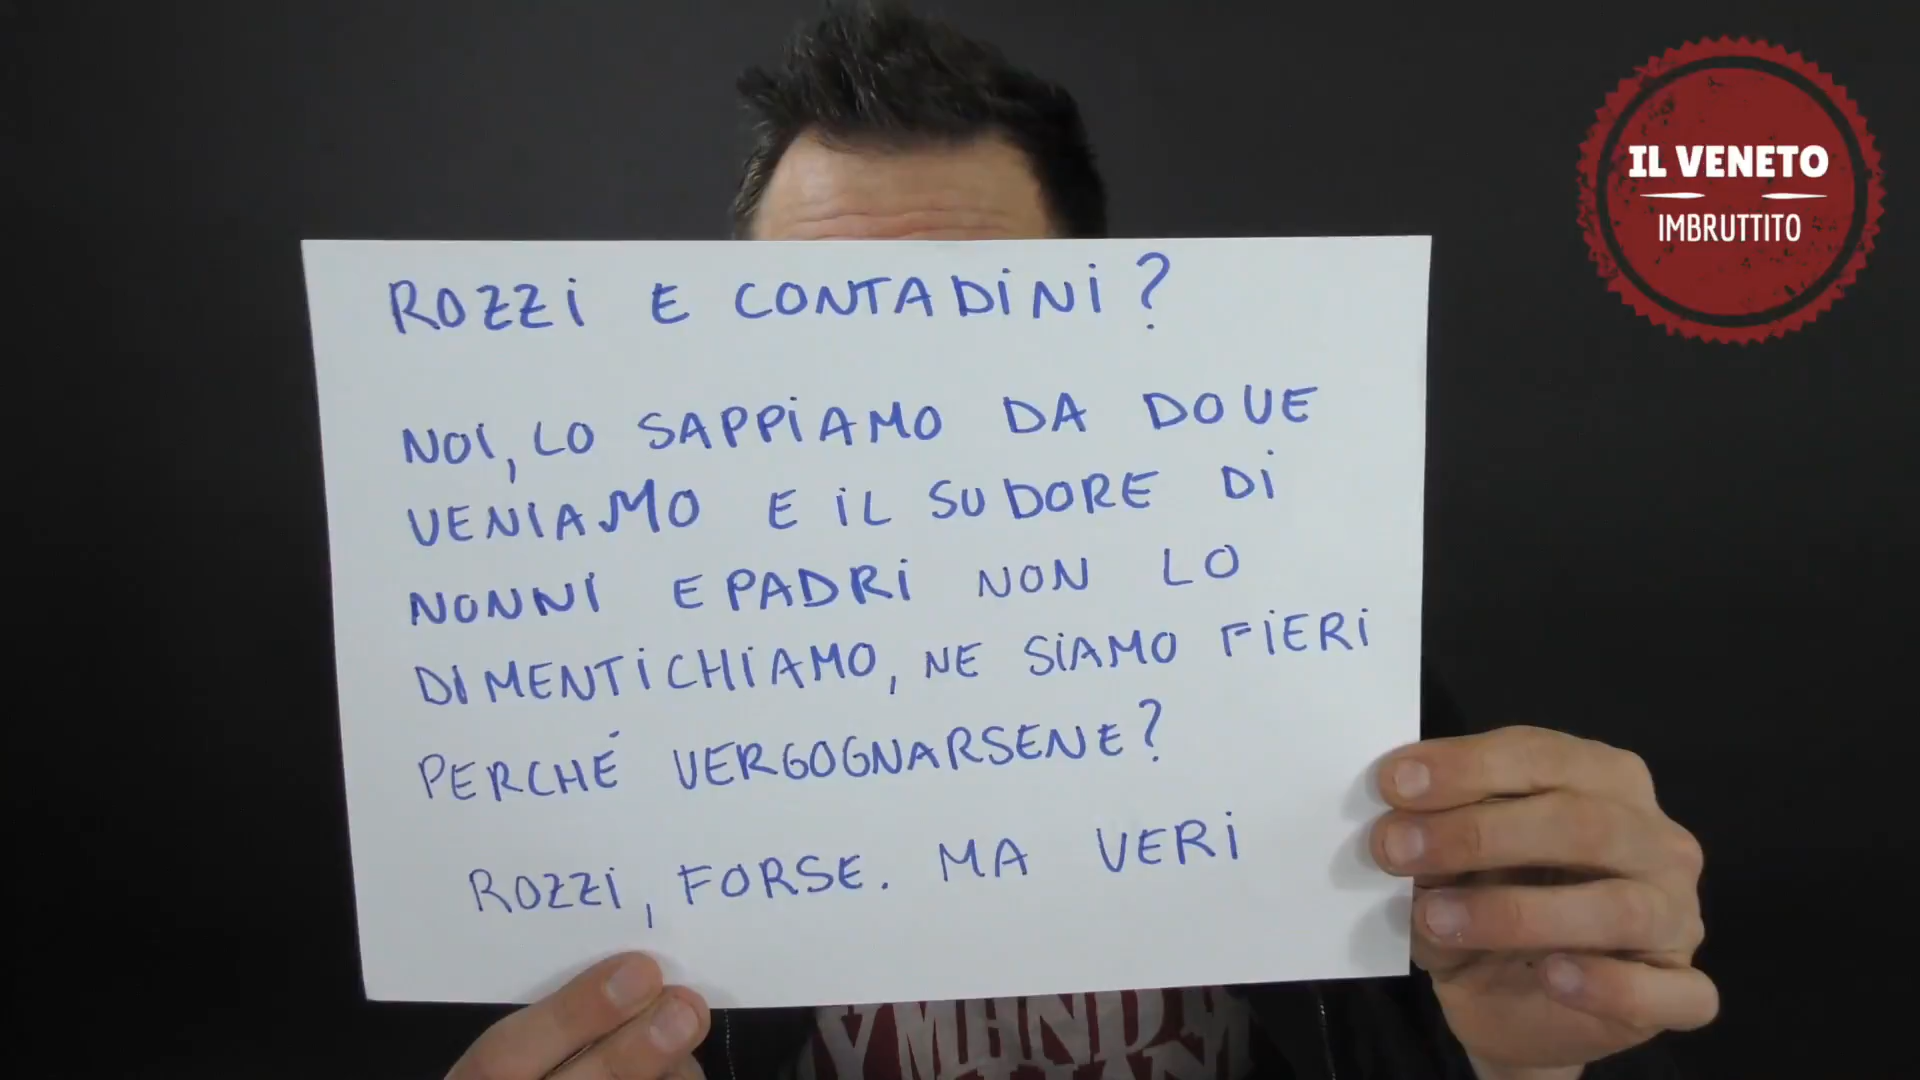 IL VENETO
IMBRUTTITO
ROZZi E CONTADiNi?
NOI, LO SAPPiAMO DA DOVE
VENIAMO E iL SUDORE Di
NONNI E PADRi NON LO
DIMENTiCHIAMO, NE SiAMO FiERi
PERCHÉ VERGOGNARSENE?
ROZZi, FORSE. MA VERi